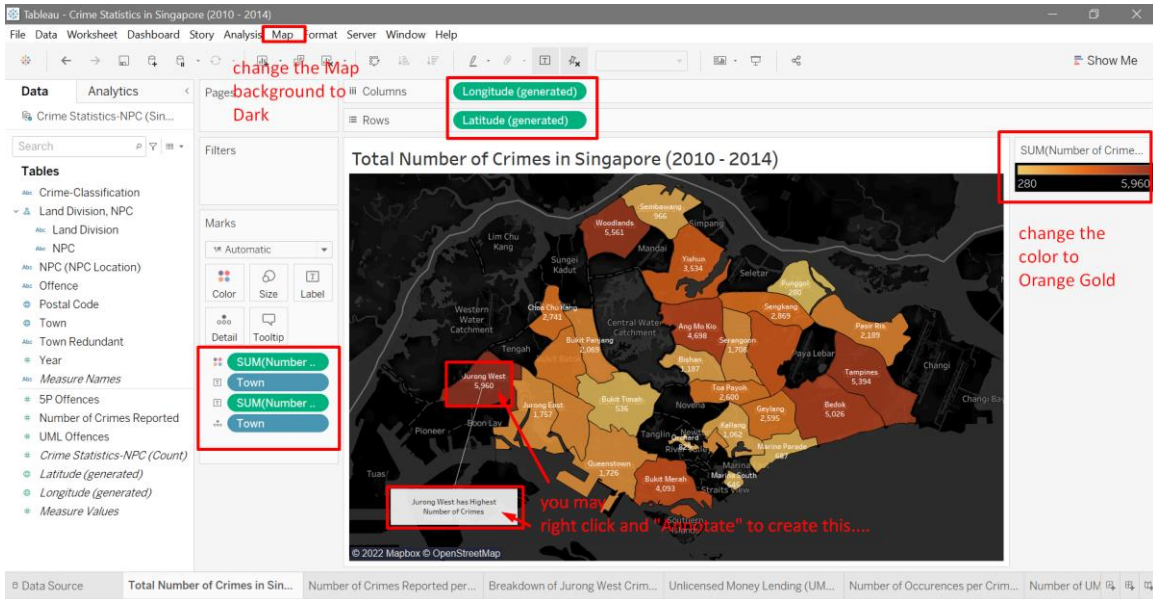 Tableau - Crime Statistics in Singapore (2010 - 2014)
File Data Worksheet Dashboard Story Analysis Map Format Server Window Help
Show Me
change the Map
background to
Dark
Data Analytics
Crime Statistics-NPC (Sin...
Search
Tables
Crime-Classification
Land Division, NPC
Land Division
NPC
NPC (NPC Location)
Offence
Postal Code
Town
Town Redundant
Year
Measure Names
5P Offences
Number of Crimes Reported
UML Offences
Crime Statistics-NPC (Count)
Latitude (generated)
Longitude (generated)
Measure Values
Pages
Filters
Marks
Automatic
Color Size Label
Detail Tooltip
SUM(Number ..
Town
SUM(Number ..
Town
Columns Longitude (generated)
Rows Latitude (generated)
Total Number of Crimes in Singapore (2010 - 2014)
Sembawang
966
Woodlands
5,561
Simpang
Lim Chu
Kang
Mandai
Sungei
Kadut
Yishun
3,534
Seletar
Punggol
280
Western
Water
Catchment
Choa Chu Kang
2,741
Central Water
Catchment
Sengkang
2,869
Ang Mo Kio
4,698
Pasir Ris
2,189
Bukit Panjang
2,069
Serangoon
1,706
Tengah
Bukit Batok
Paya Lebar
Bishan
1,187
Changi
Jurong West
5,960
Tampines
5,394
Toa Payoh
2,600
Changi Bay
Jurong East
1,757
Bukit Timah
536
Novena
Geylang
2,595
Bedok
5,026
Pioneer
Boon Lay
Kallang
1,062
Tanglin
Newton
Orchard
River Valley
Marine Parade
687
Queenstown
1,726
Tuas
Bukit Merah
4,093
Marina South
Straits View
Southern
Islands
Jurong West has Highest
Number of Crimes
you may
right click and "Annotate" to create this....
© 2022 Mapbox © OpenStreetMap
SUM(Number of Crime...
280 5,960
change the
color to
Orange Gold
Data Source
Total Number of Crimes in Sin...
Number of Crimes Reported per...
Breakdown of Jurong West Crim...
Unlicensed Money Lending (UM...
Number of Occurences per Crim...
Number of UM